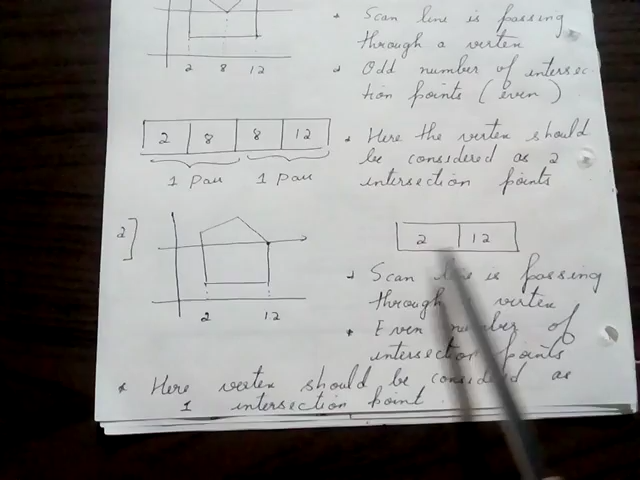 Scan line is passing
through a vertex
2 8 12
Odd number of intersec-
tion points (even)
2 8 8 12
1 Pair 1 Pair
Here the vertex should
be considered as 2
intersection points
2]
2 12
2 12
Scan line is passing
through vertex
Even number of
intersection points
Here vertex should be considered as
1 intersection point